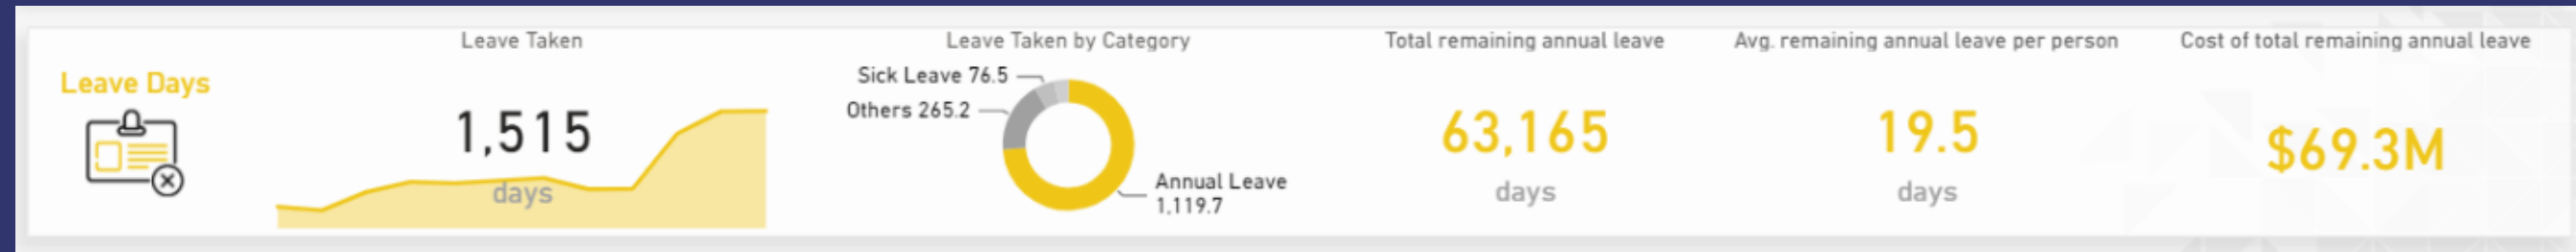 Leave Days
Leave Taken
1,515
days
Leave Taken by Category
Sick Leave 76.5
Others 265.2
Annual Leave
1,119.7
Total remaining annual leave
63,165
days
Avg. remaining annual leave per person
19.5
days
Cost of total remaining annual leave
$69.3M